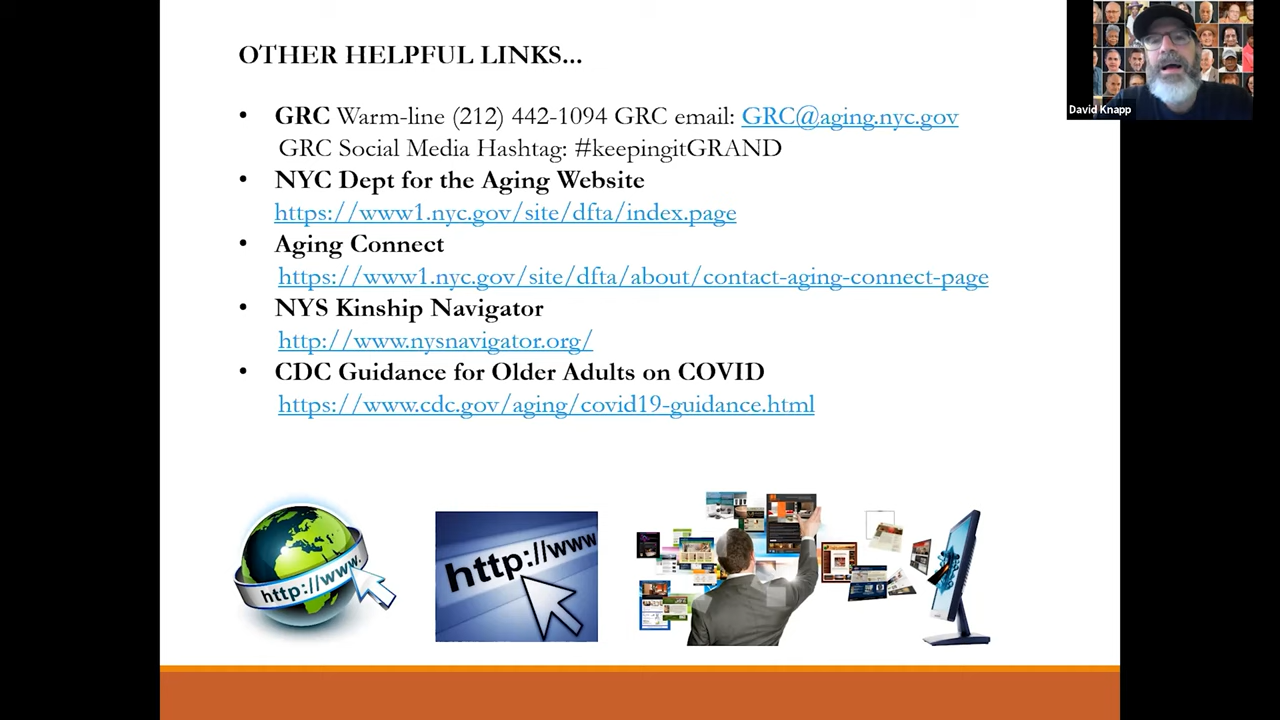 OTHER HELPFUL LINKS...
David Knapp
• GRC Warm-line (212) 442-1094 GRC email: GRC@aging.nyc.gov
GRC Social Media Hashtag: #keepingitGRAND
• NYC Dept for the Aging Website
https://www1.nyc.gov/site/dfta/index.page
• Aging Connect
https://www1.nyc.gov/site/dfta/about/contact-aging-connect-page
• NYS Kinship Navigator
http://www.nysnavigator.org/
• CDC Guidance for Older Adults on COVID
https://www.cdc.gov/aging/covid19-guidance.html
http://www.
http://www